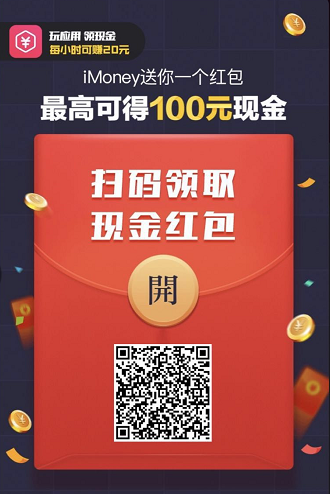 玩应用 领现金
每小时可赚20元
iMoney送你一个红包
最高可得100元现金
扫码领取
现金红包
開